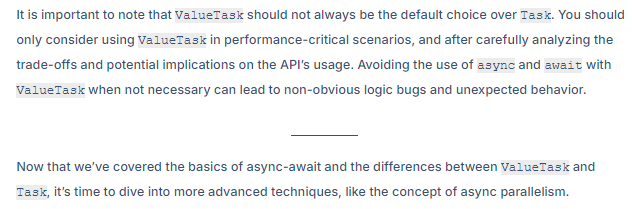 It is important to note that ValueTask should not always be the default choice over Task. You should
only consider using ValueTask in performance-critical scenarios, and after carefully analyzing the
trade-offs and potential implications on the API’s usage. Avoiding the use of async and await with
ValueTask when not necessary can lead to non-obvious logic bugs and unexpected behavior.
Now that we’ve covered the basics of async-await and the differences between ValueTask and
Task, it’s time to dive into more advanced techniques, like the concept of async parallelism.